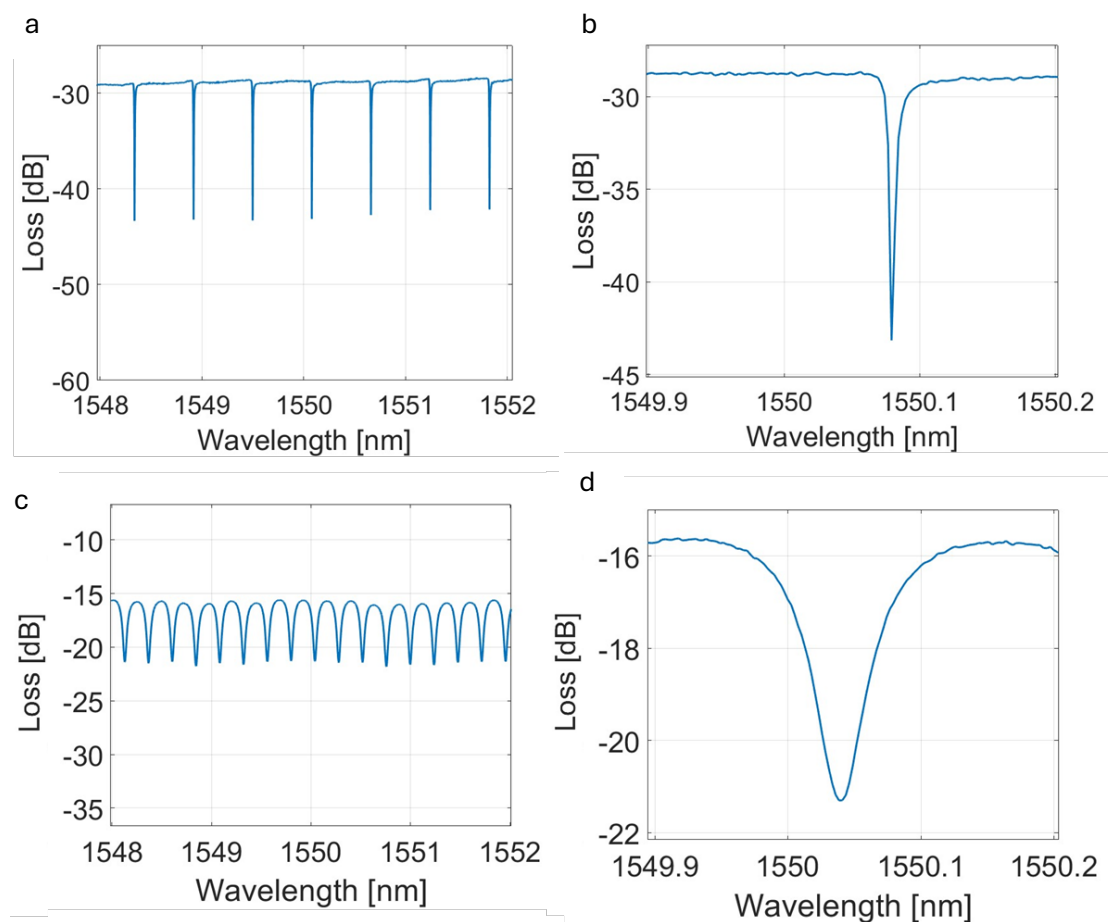 a
-30
-40
-50
-60
Loss [dB]
1548 1549 1550 1551 1552
Wavelength [nm]
b
-30
-35
-40
-45
Loss [dB]
1549.9 1550 1550.1 1550.2
Wavelength [nm]
c
-10
-15
-20
-25
-30
-35
Loss [dB]
1548 1549 1550 1551 1552
Wavelength [nm]
d
-16
-18
-20
-22
Loss [dB]
1549.9 1550 1550.1 1550.2
Wavelength [nm]